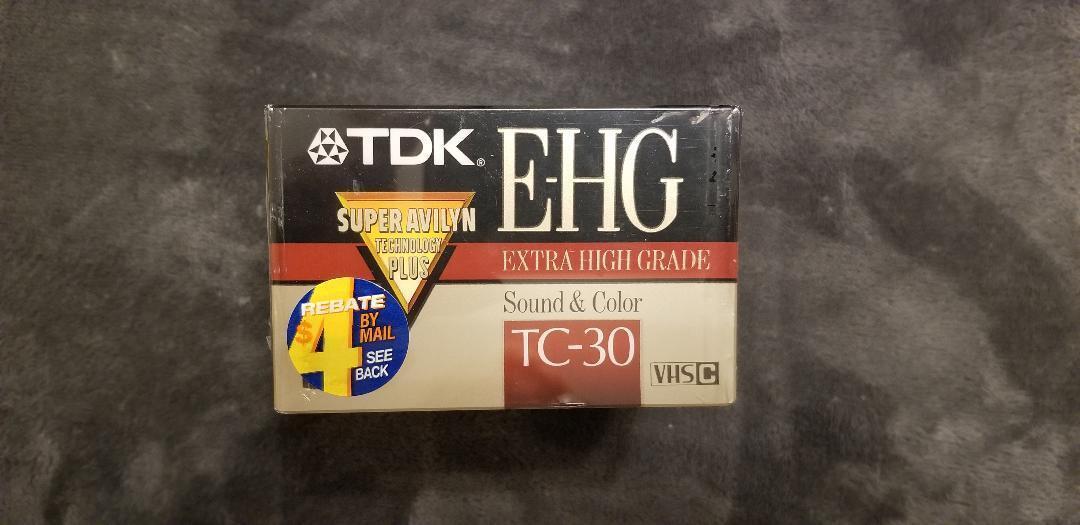 TDK®
E-HG
SUPER AVILYN
TECHNOLOGY
PLUS
EXTRA HIGH GRADE
Sound & Color
TC-30
VHS C
REBATE
$4
BY
MAIL
SEE
BACK